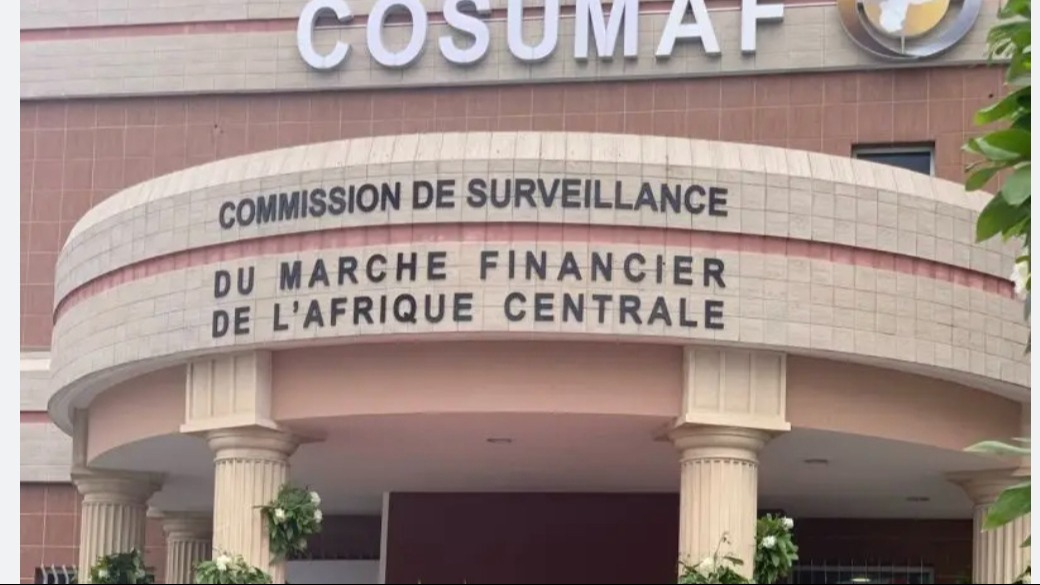 COSUMAF
COMMISSION DE SURVEILLANCE
DU MARCHE FINANCIER
DE L'AFRIQUE CENTRALE